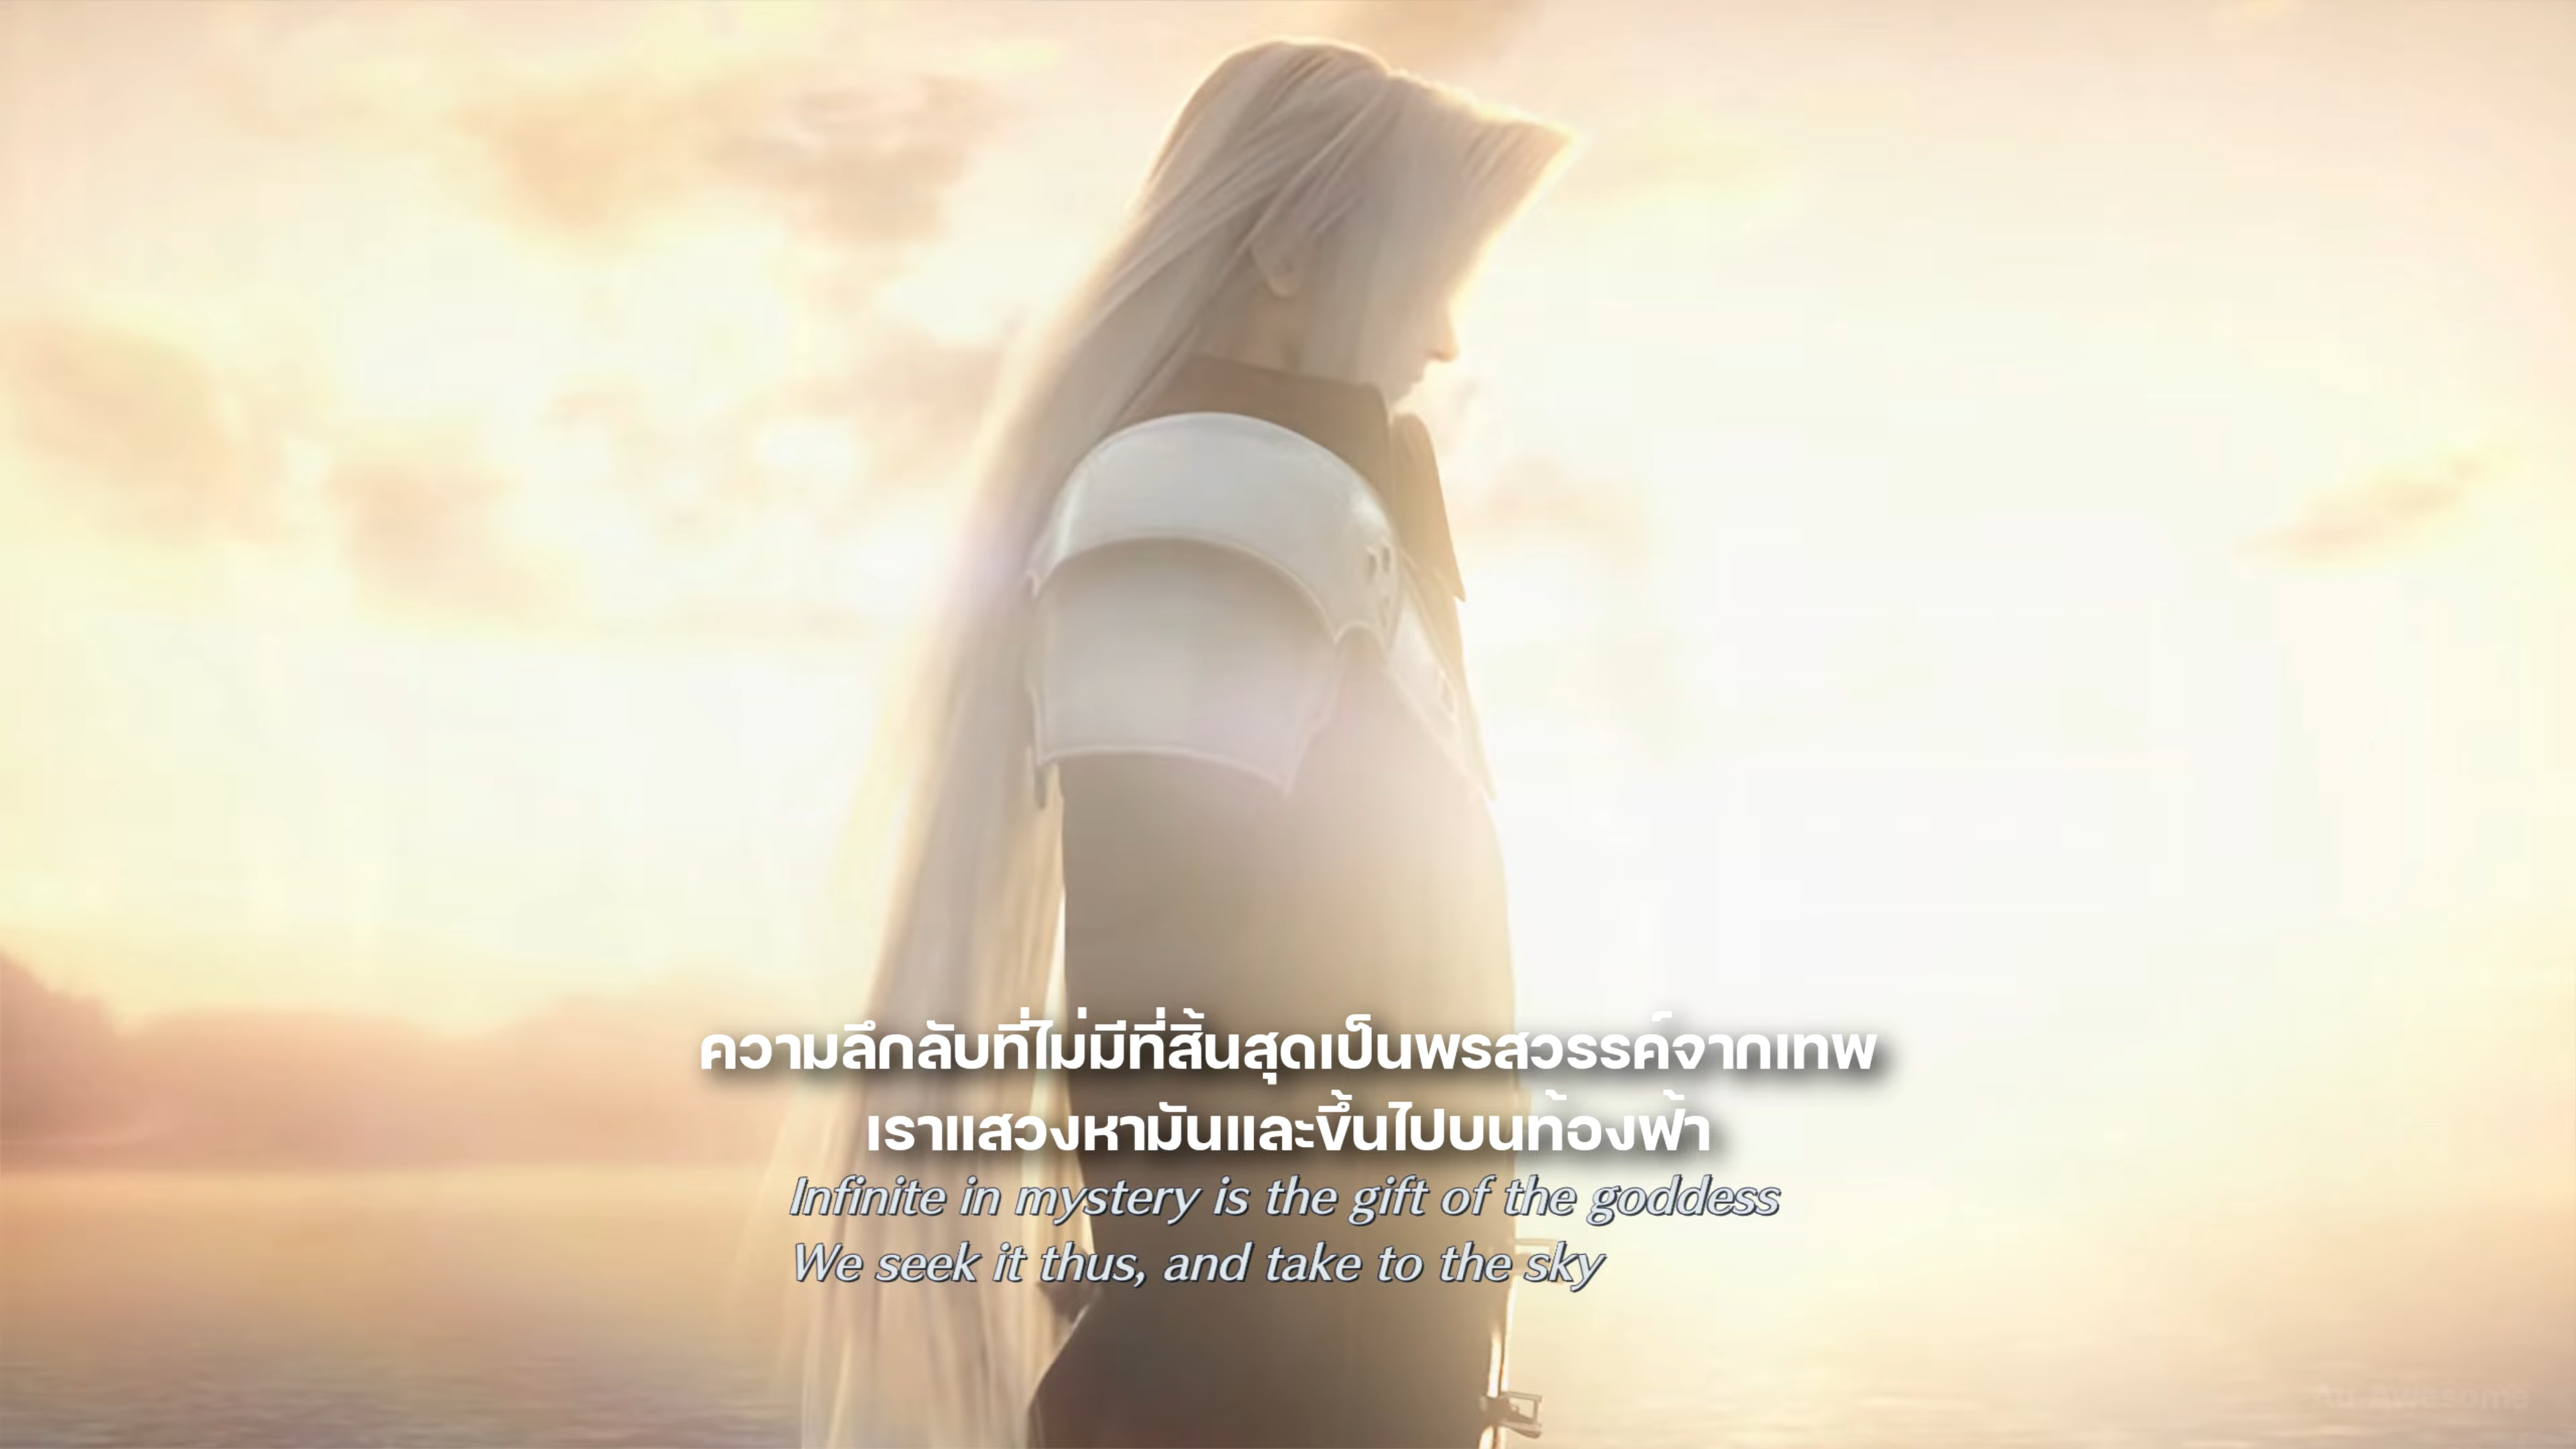 ความลึกลับที่ไม่มีที่สิ้นสุดเป็นพรสวรรค์จากเทพ
เราแสวงหามันและขึ้นไปบนท้องฟ้า
Infinite in mystery is the gift of the goddess
We seek it thus, and take to the sky
Au Awesome